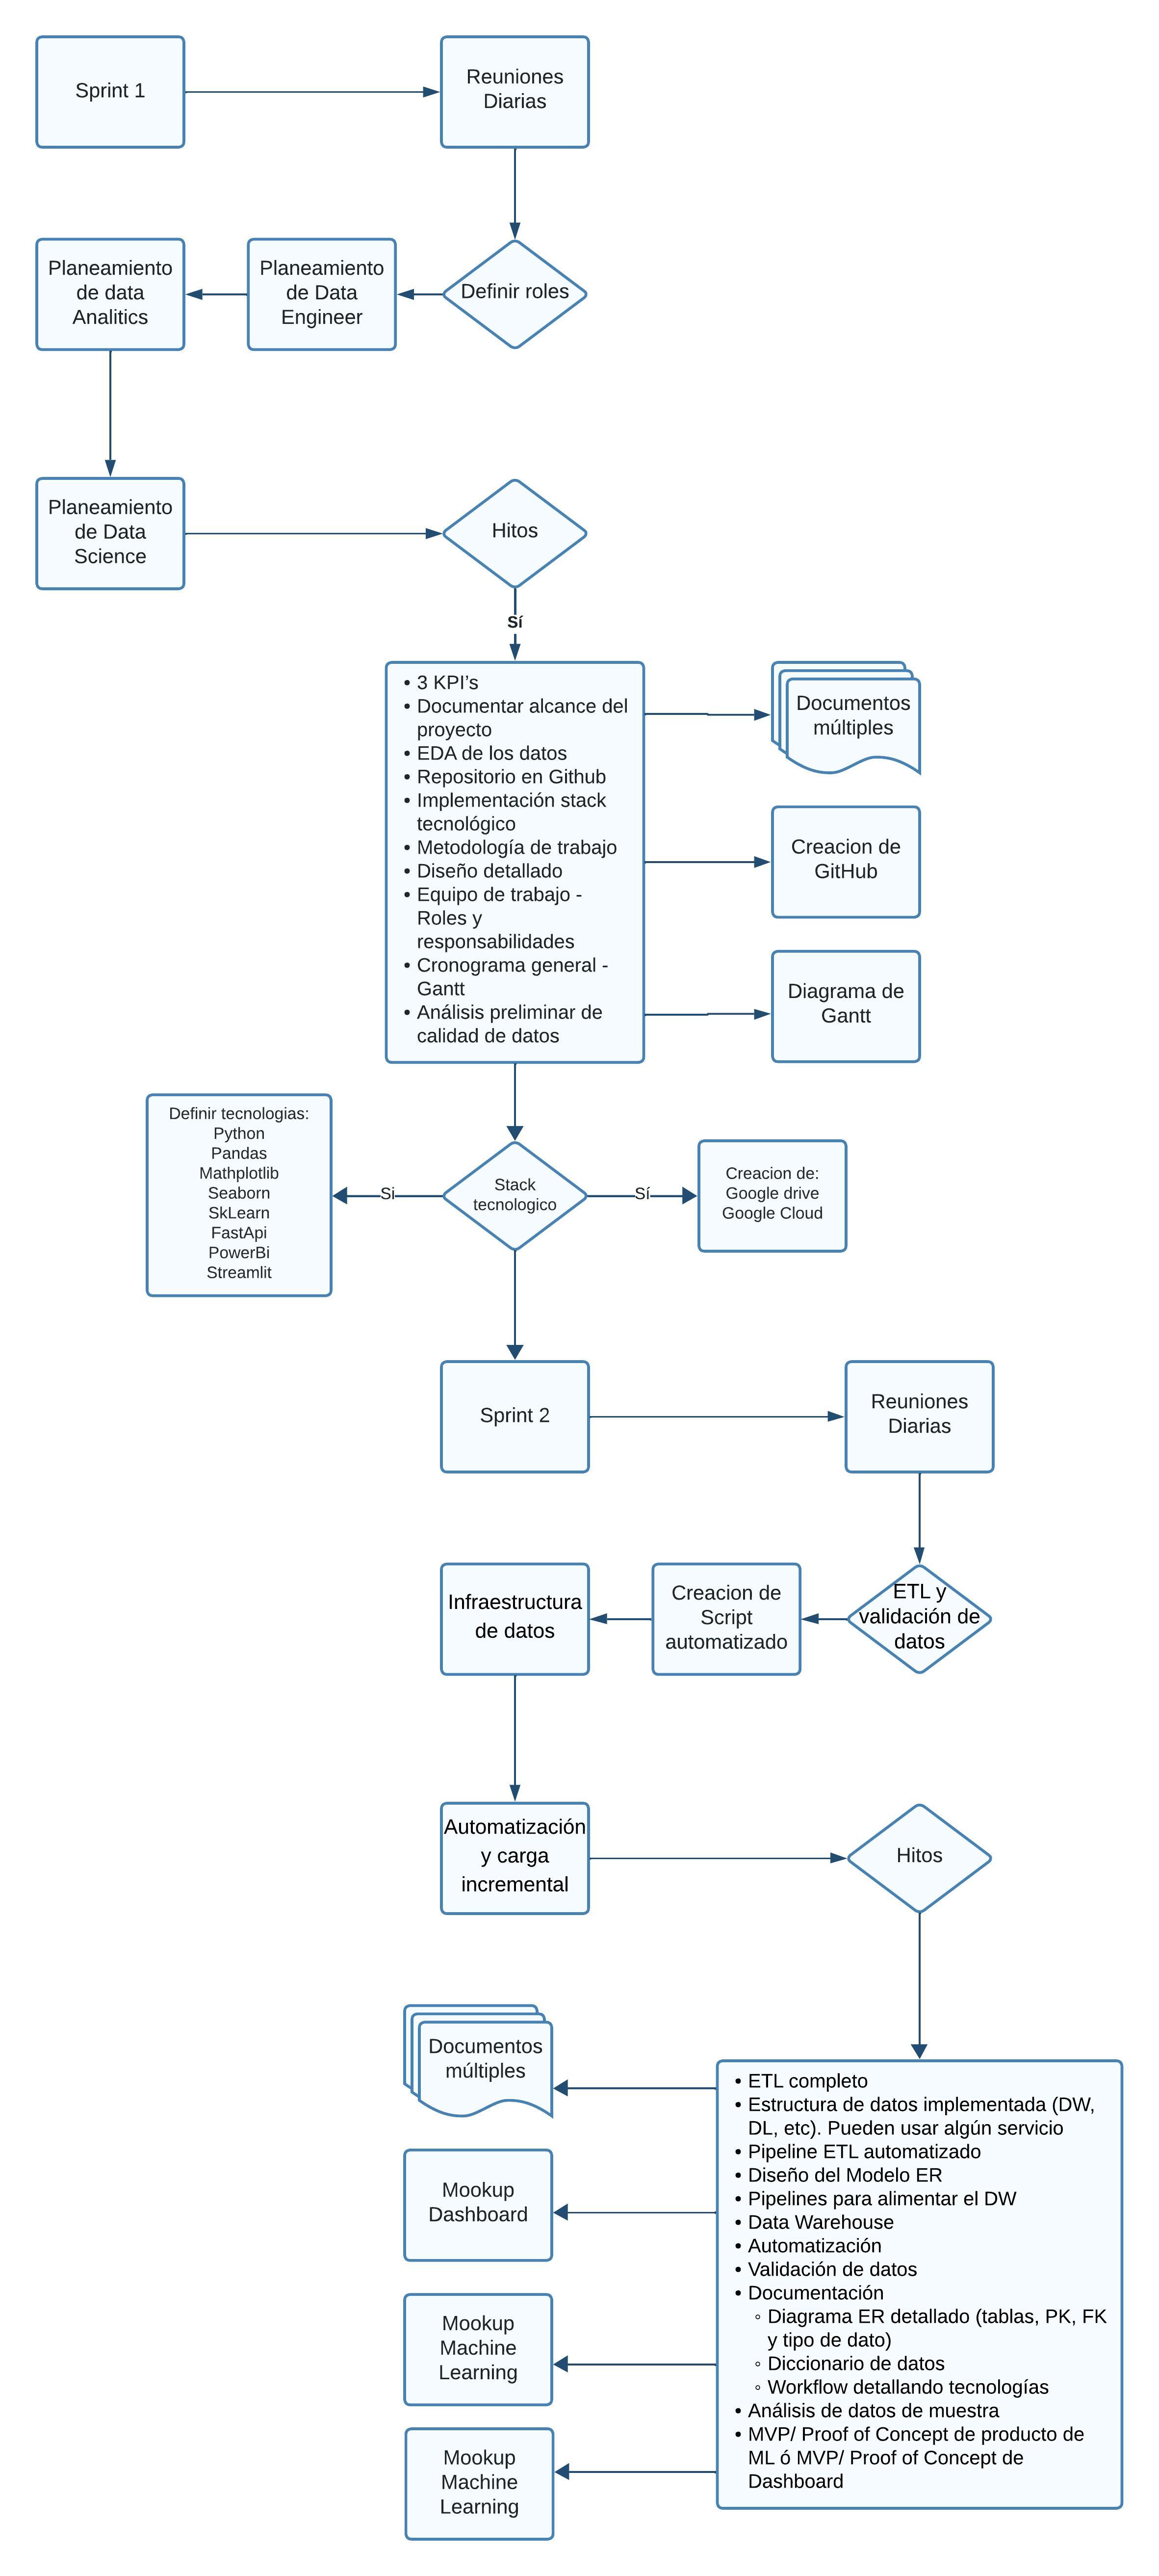 Sprint 1
Reuniones
Diarias
Planeamiento
de data
Analitics
Planeamiento
de Data
Engineer
Definir roles
Planeamiento
de Data
Science
Hitos
Sí
• 3 KPI’s
• Documentar alcance del
proyecto
• EDA de los datos
• Repositorio en Github
• Implementación stack
tecnológico
• Metodología de trabajo
• Diseño detallado
• Equipo de trabajo -
Roles y
responsabilidades
• Cronograma general -
Gantt
• Análisis preliminar de
calidad de datos
Documentos
múltiples
Creacion de
GitHub
Diagrama de
Gantt
Definir tecnologias:
Python
Pandas
Mathplotlib
Seaborn
SkLearn
FastApi
PowerBi
Streamlit
Si
Stack
tecnologico
Sí
Creacion de:
Google drive
Google Cloud
Sprint 2
Reuniones
Diarias
Infraestructura
de datos
Creacion de
Script
automatizado
ETL y
validación de
datos
Automatización
y carga
incremental
Hitos
Documentos
múltiples
Mookup
Dashboard
Mookup
Machine
Learning
Mookup
Machine
Learning
• ETL completo
• Estructura de datos implementada (DW,
DL, etc). Pueden usar algún servicio
• Pipeline ETL automatizado
• Diseño del Modelo ER
• Pipelines para alimentar el DW
• Data Warehouse
• Automatización
• Validación de datos
• Documentación
◦ Diagrama ER detallado (tablas, PK, FK
y tipo de dato)
◦ Diccionario de datos
◦ Workflow detallando tecnologías
• Análisis de datos de muestra
• MVP/ Proof of Concept de producto de
ML ó MVP/ Proof of Concept de
Dashboard